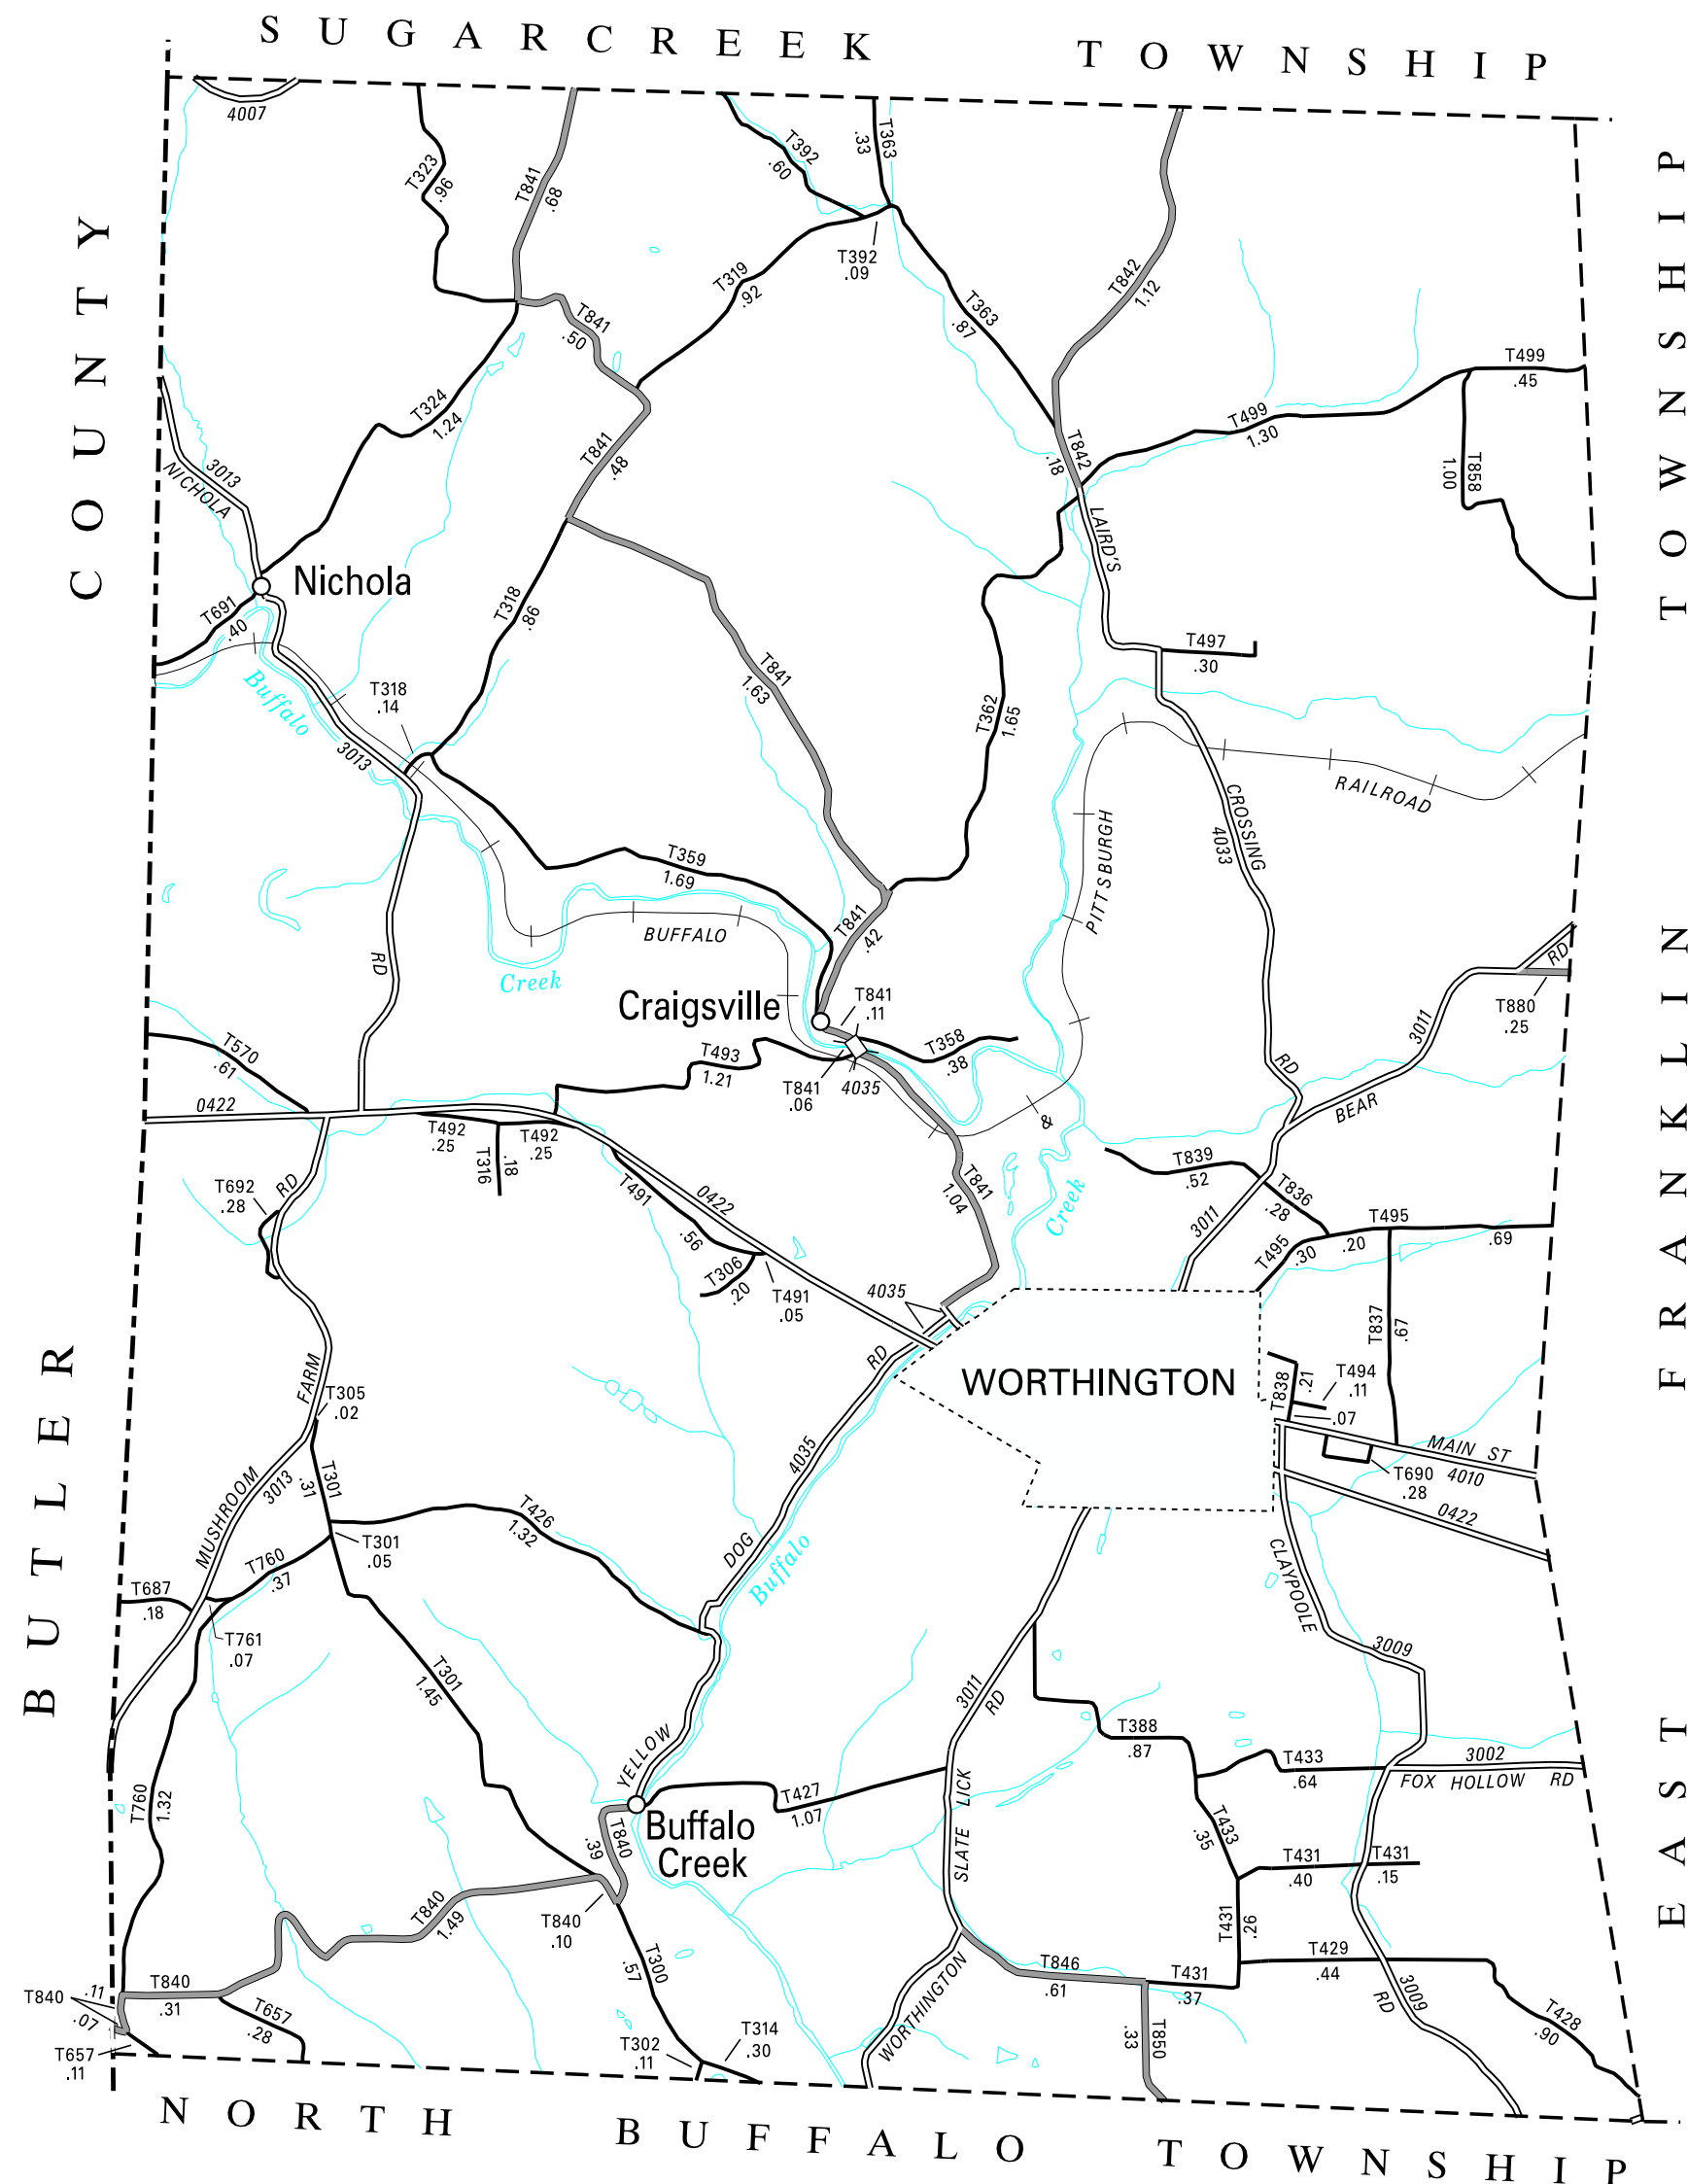 SUGARCREEK TOWNSHIP
4007
T323
.96
T841
.68
T392
.60
.33
T363
T392
.09
T319
.92
T841
.50
T363
.87
T842
1.12
T499
.45
T499
1.30
T858
1.00
T324
1.24
T841
.48
T842
.18
3013
NICHOLA
LAIRD'S
Nichola
T691
.40
T318
.86
T497
.30
T318
.14
Buffalo
3013
T841
1.63
T362
1.65
RAILROAD
CROSSING
4033
PITTSBURGH
T359
1.69
BUFFALO
T841
.42
RD
Creek
Craigsville
T841
.11
RD
T880
.25
3011
T570
.61
T493
1.21
T358
.38
T841
.06
4035
RD
BEAR
&
0422
T492
.25
T492
.25
T316
.18
T692
.28
RD
T491
.56
0422
T841
1.04
Creek
T839
.52
T836
.28
3011
T495
.30
.20
T495
.69
T306
.20
T491
.05
4035
RD
T837
.67
WORTHINGTON
FARM
T305
.02
T838
.21
T494
.11
.07
MAIN ST
4010
T690
.28
0422
4035
MUSHROOM
3013
T301
.31
T426
1.32
DOG
Buffalo
CLAYPOOLE
T301
.05
T760
.37
T687
.18
T761
.07
T301
1.45
3009
3011
RD
T388
.87
T433
.64
3002
FOX HOLLOW RD
YELLOW
T427
1.07
SLATE LICK
Buffalo
Creek
T760
1.32
T840
.39
T433
.35
T431
.40
T431
.15
T840
1.49
T840
.10
T431
.26
T300
.57
T429
.44
WORTHINGTON
T846
.61
T431
.37
3009
RD
T840
.11
.07
T840
.31
T657
.28
T657
.11
T302
.11
T314
.30
T850
.33
T428
.90
NORTH BUFFALO TOWNSHIP
BUTLER COUNTY
EAST FRANKLIN TOWNSHIP